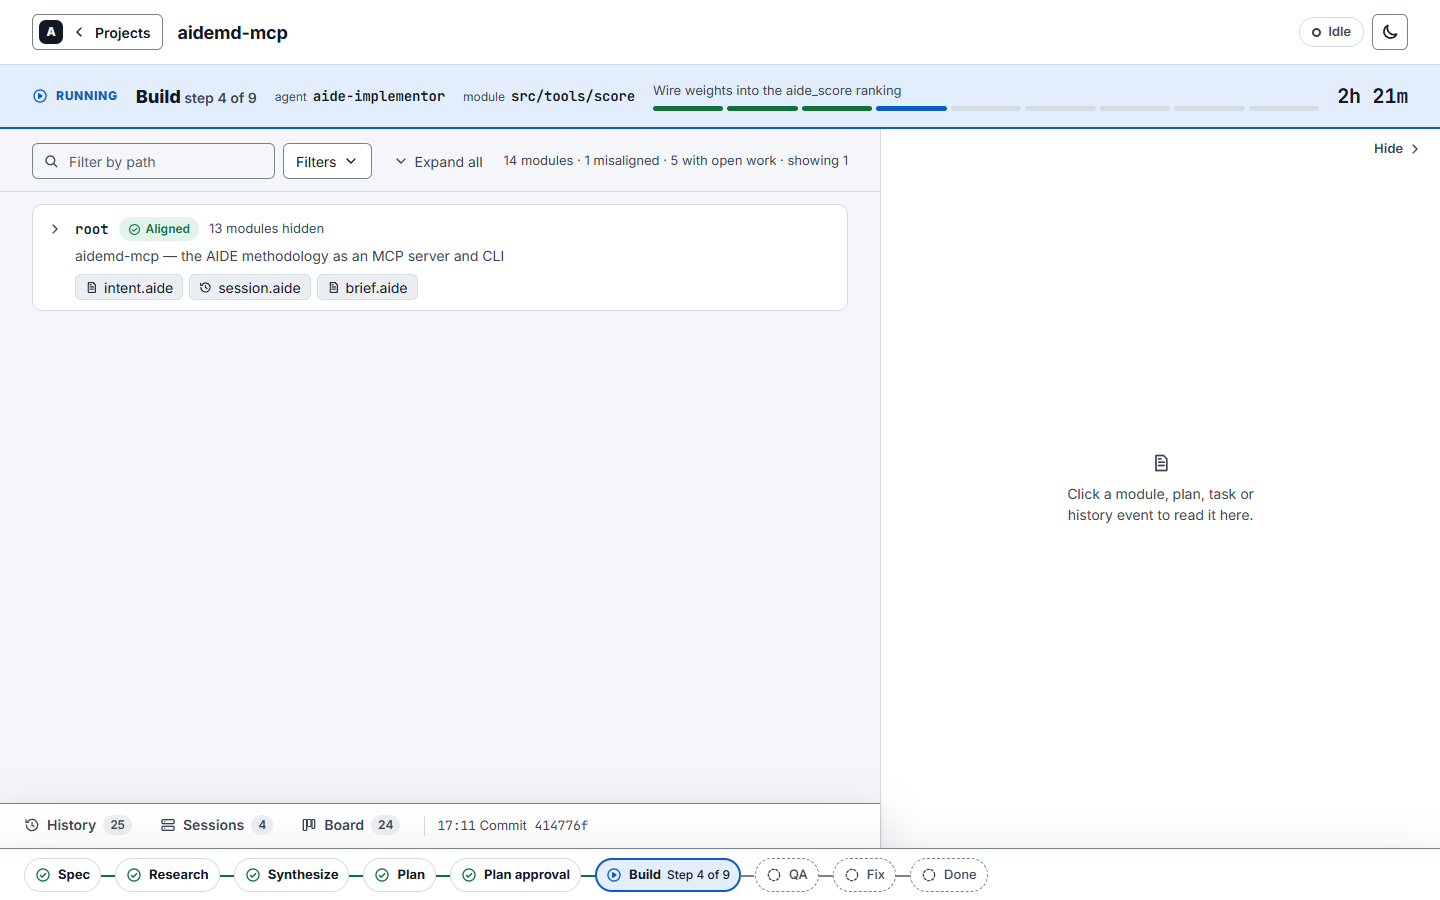 A Projects aidemd-mcp Idle
RUNNING Build step 4 of 9 agent aide-implementor module src/tools/score Wire weights into the aide_score ranking 2h 21m
Filter by path Filters Expand all 14 modules · 1 misaligned · 5 with open work · showing 1 Hide
root Aligned 13 modules hidden
aidemd-mcp — the AIDE methodology as an MCP server and CLI
intent.aide session.aide brief.aide
Click a module, plan, task or
history event to read it here.
History 25 Sessions 4 Board 24 17:11 Commit 414776f
Spec Research Synthesize Plan Plan approval Build Step 4 of 9 QA Fix Done